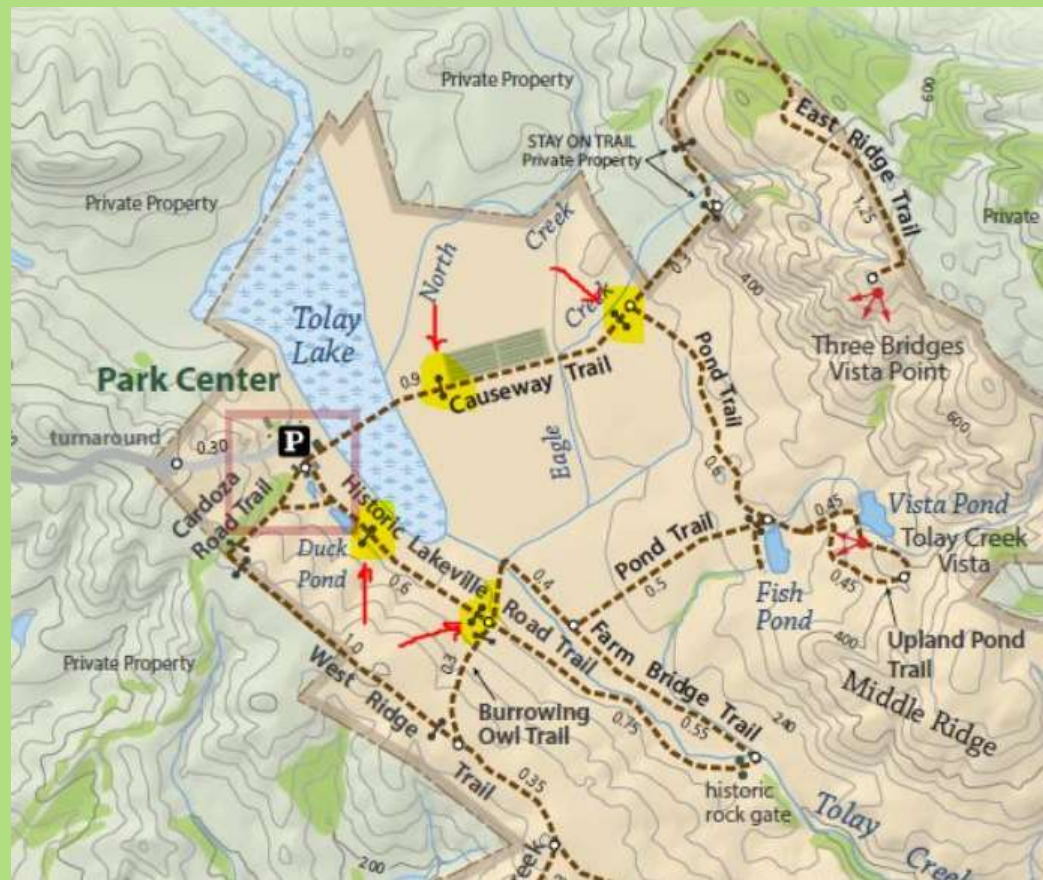 Private Property
600
STAY ON TRAIL
Private Property
East Ridge Trail
Private Property
1.25
Private
Creek
North
0.3
400
Creek
Tolay
Lake
Three Bridges
Vista Point
Park Center
0.9
Causeway Trail
Pond Trail
600
P
turnaround
0.30
Eagle
Cardoza
Road Trail
Historic Lakeville Road Trail
0.6
0.45
Vista Pond
Pond Trail
Tolay Creek
Vista
Duck
Pond
0.6
0.4
0.5
0.45
Fish
Pond
Farm Bridge Trail
400
Upland Pond
Trail
Private Property
1.0
0.3
Middle Ridge
West Ridge Trail
Burrowing
Owl Trail
0.75
0.55
240
0.35
historic
rock gate
Tolay
Creek
200